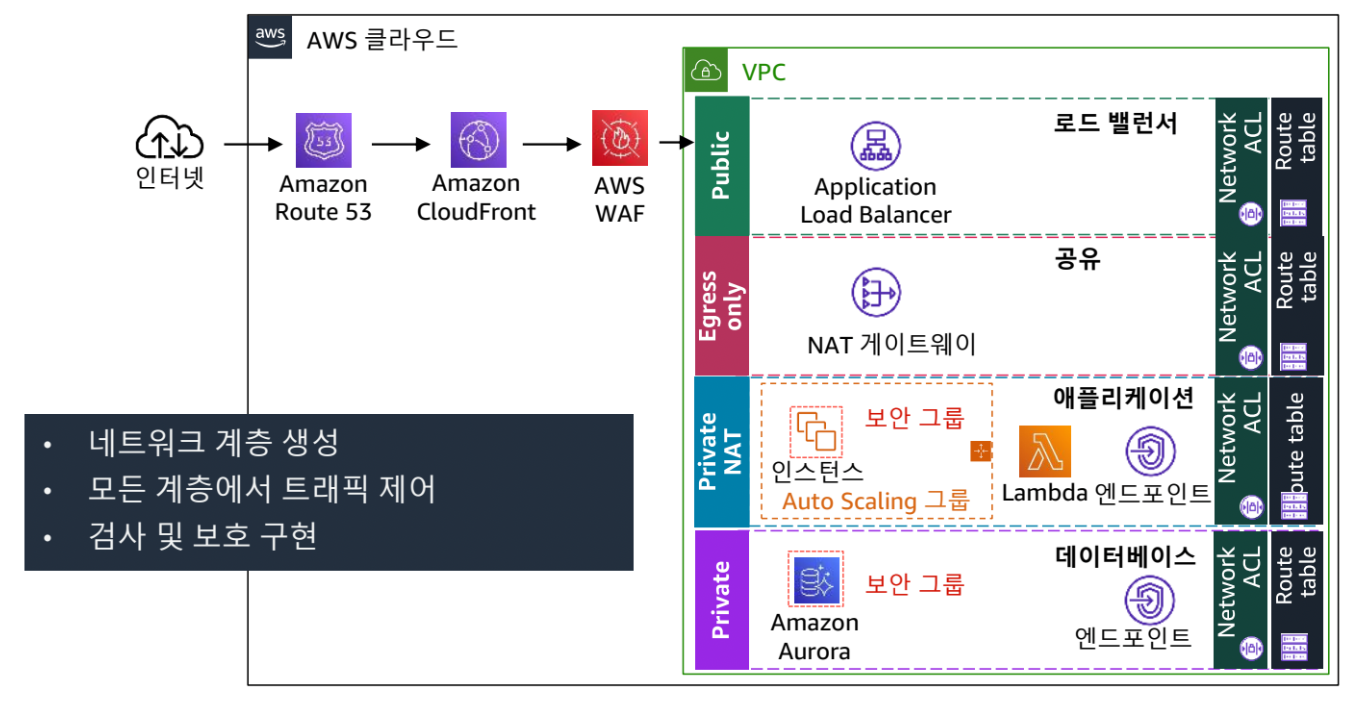 aws
AWS 클라우드
VPC
인터넷
53
Amazon
Route 53
Amazon
CloudFront
AWS
WAF
Public
로드 밸런서
Application
Load Balancer
Network
ACL
Route
table
Egress
only
공유
NAT 게이트웨이
Network
ACL
Route
table
Private
NAT
애플리케이션
보안 그룹
인스턴스
Auto Scaling 그룹
Lambda
엔드포인트
Network
ACL
oute table
Private
데이터베이스
보안 그룹
Amazon
Aurora
엔드포인트
Network
ACL
Route
table
• 네트워크 계층 생성
• 모든 계층에서 트래픽 제어
• 검사 및 보호 구현